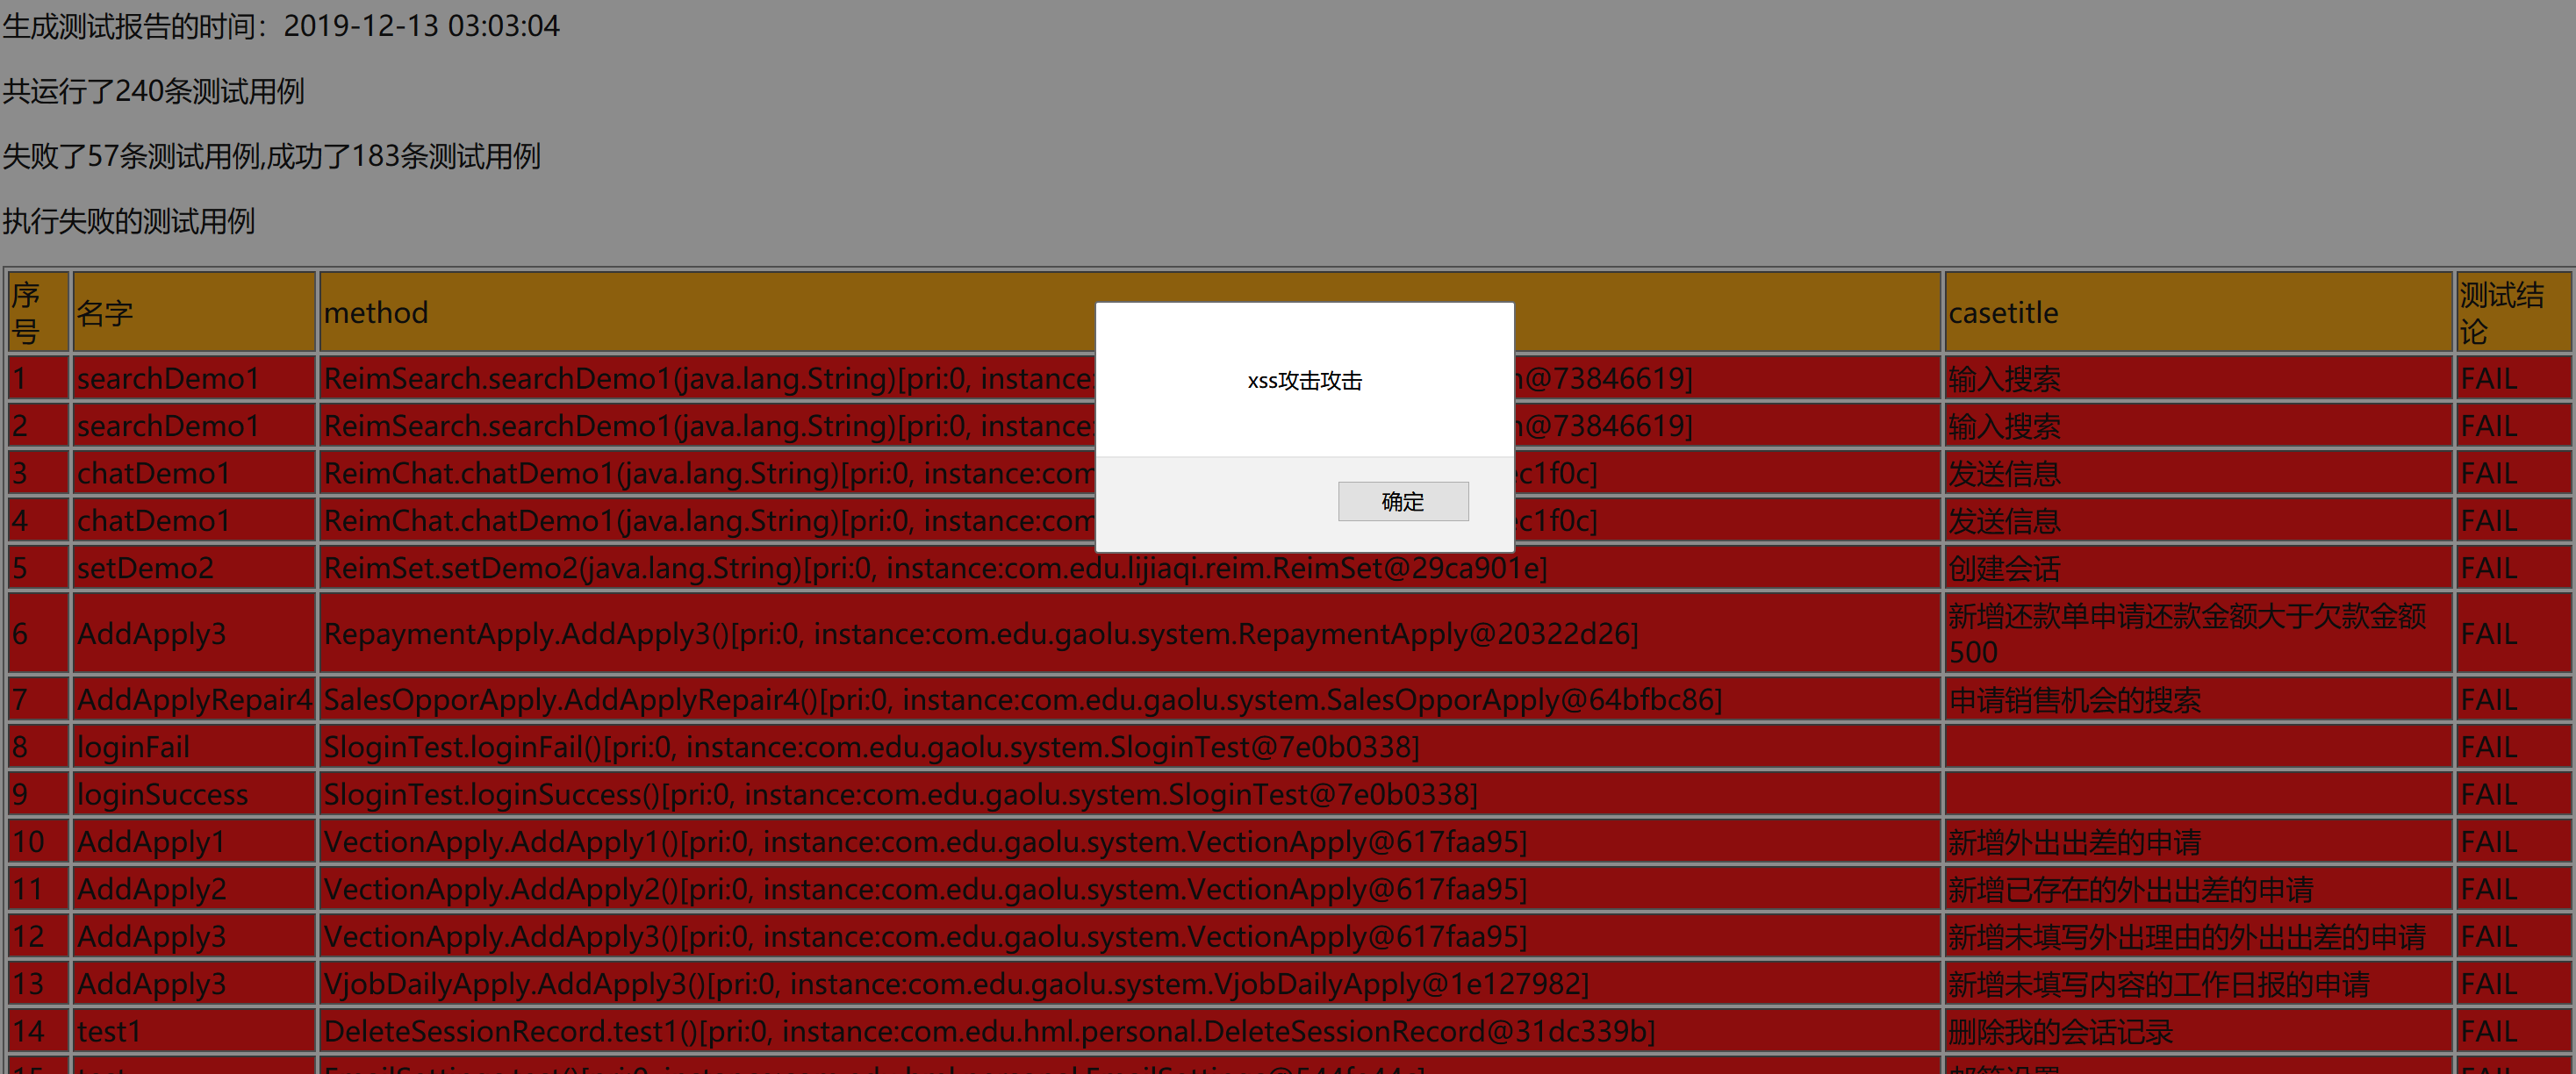 生成测试报告的时间：2019-12-13 03:03:04
共运行了240条测试用例
失败了57条测试用例,成功了183条测试用例
执行失败的测试用例
序号 名字 method casetitle 测试结论
xss攻击攻击
确定
1 searchDemo1 ReimSearch.searchDemo1(java.lang.String)[pri:0, instance: @73846619] 输入搜索 FAIL
2 searchDemo1 ReimSearch.searchDemo1(java.lang.String)[pri:0, instance: @73846619] 输入搜索 FAIL
3 chatDemo1 ReimChat.chatDemo1(java.lang.String)[pri:0, instance:com c1f0c] 发送信息 FAIL
4 chatDemo1 ReimChat.chatDemo1(java.lang.String)[pri:0, instance:com c1f0c] 发送信息 FAIL
5 setDemo2 ReimSet.setDemo2(java.lang.String)[pri:0, instance:com.edu.lijiaqi.reim.ReimSet@29ca901e] 创建会话 FAIL
6 AddApply3 RepaymentApply.AddApply3()[pri:0, instance:com.edu.gaolu.system.RepaymentApply@20322d26] 新增还款单申请还款金额大于欠款金额500 FAIL
7 AddApplyRepair4 SalesOpporApply.AddApplyRepair4()[pri:0, instance:com.edu.gaolu.system.SalesOpporApply@64bfbc86] 申请销售机会的搜索 FAIL
8 loginFail SloginTest.loginFail()[pri:0, instance:com.edu.gaolu.system.SloginTest@7e0b0338] FAIL
9 loginSuccess SloginTest.loginSuccess()[pri:0, instance:com.edu.gaolu.system.SloginTest@7e0b0338] FAIL
10 AddApply1 VectionApply.AddApply1()[pri:0, instance:com.edu.gaolu.system.VectionApply@617faa95] 新增外出出差的申请 FAIL
11 AddApply2 VectionApply.AddApply2()[pri:0, instance:com.edu.gaolu.system.VectionApply@617faa95] 新增已存在的外出出差的申请 FAIL
12 AddApply3 VectionApply.AddApply3()[pri:0, instance:com.edu.gaolu.system.VectionApply@617faa95] 新增未填写外出理由的外出出差的申请 FAIL
13 AddApply3 VjobDailyApply.AddApply3()[pri:0, instance:com.edu.gaolu.system.VjobDailyApply@1e127982] 新增未填写内容的工作日报的申请 FAIL
14 test1 DeleteSessionRecord.test1()[pri:0, instance:com.edu.hml.personal.DeleteSessionRecord@31dc339b] 删除我的会话记录 FAIL